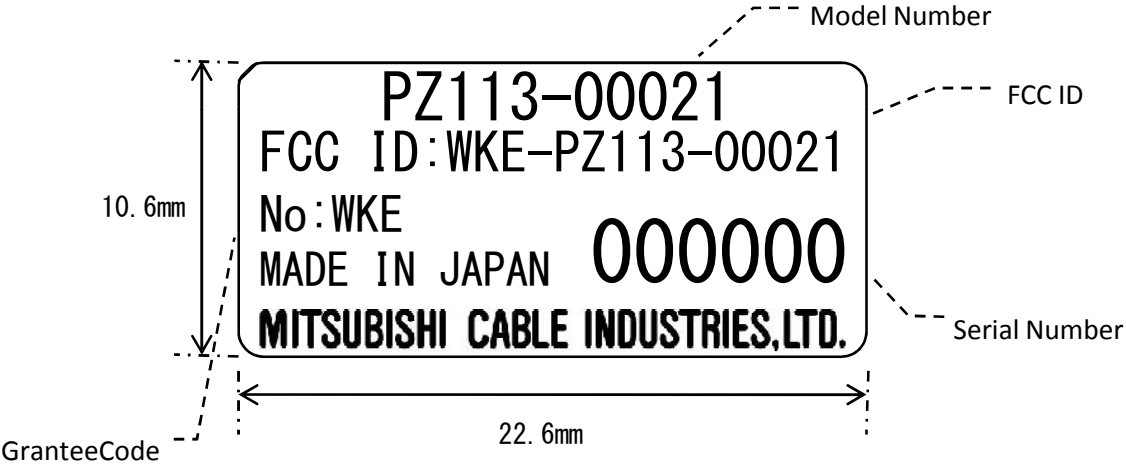 Model Number
PZ113-00021
FCC ID
FCC ID:WKE-PZ113-00021
10.6mm
No:WKE
000000
MADE IN JAPAN
MITSUBISHI CABLE INDUSTRIES,LTD.
Serial Number
22.6mm
GranteeCode